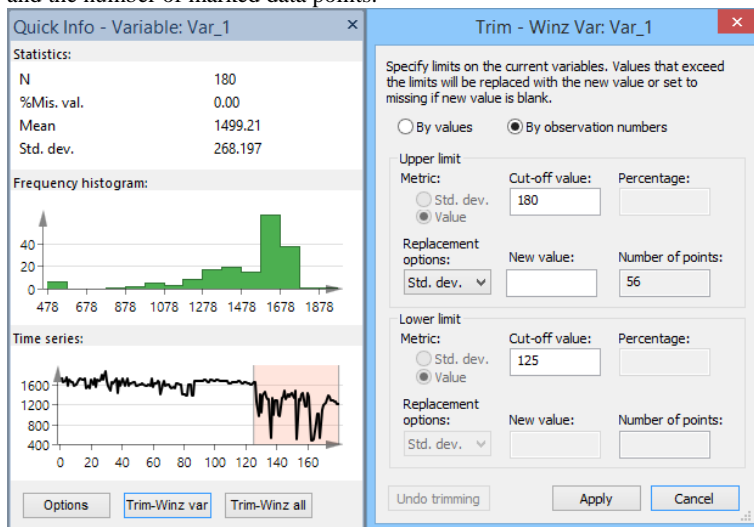 and the number of marked data points.
Quick Info - Variable: Var_1 ×
Statistics:
N 180
%Mis. val. 0.00
Mean 1499.21
Std. dev. 268.197
Frequency histogram:
40
20
0
478 678 878 1078 1278 1478 1678 1878
Time series:
1600
1200
800
400
0 20 40 60 80 100 120 140 160
Options Trim-Winz var Trim-Winz all
Trim - Winz Var: Var_1 ×
Specify limits on the current variables. Values that exceed
the limits will be replaced with the new value or set to
missing if new value is blank.
By values By observation numbers
Upper limit
Metric: Cut-off value: Percentage:
Std. dev. 180
Value
Replacement
options: New value: Number of points:
Std. dev. 56
Lower limit
Metric: Cut-off value: Percentage:
Std. dev. 125
Value
Replacement
options: New value: Number of points:
Std. dev.
Undo trimming Apply Cancel